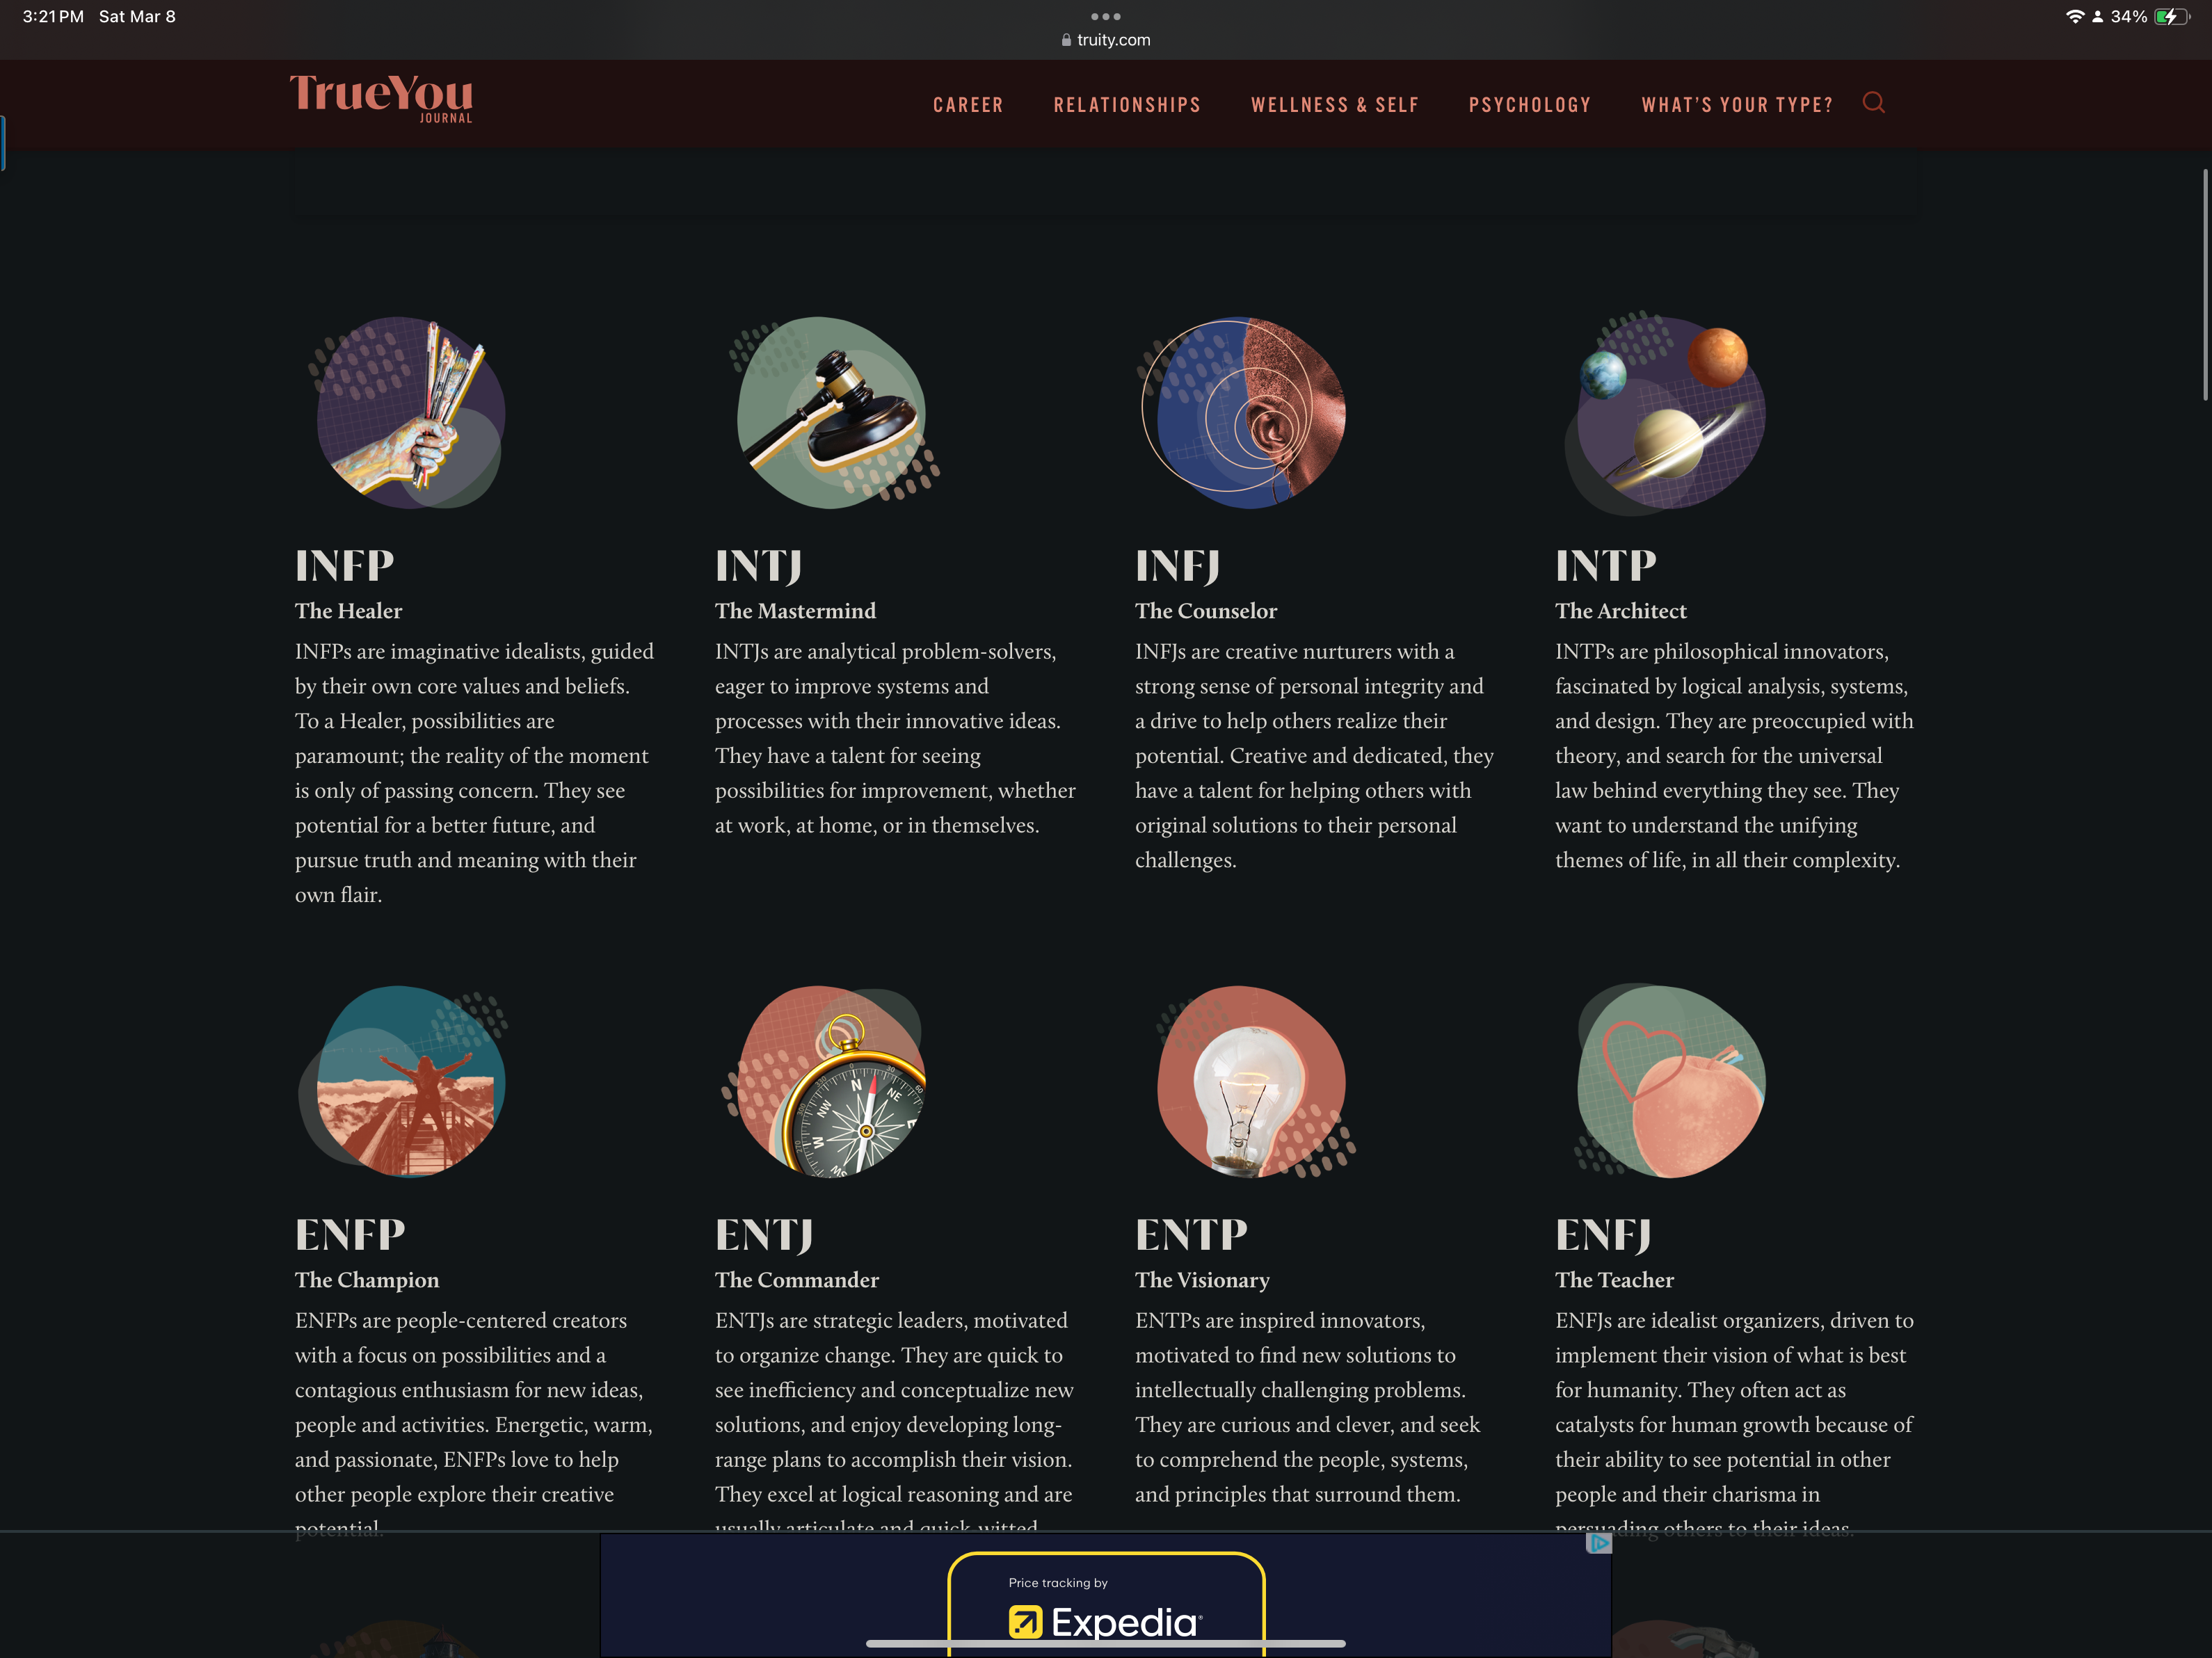 3:21 PM Sat Mar 8
truity.com
34%
TrueYou
JOURNAL
CAREER RELATIONSHIPS WELLNESS & SELF PSYCHOLOGY WHAT'S YOUR TYPE?
INFP
The Healer
INFPs are imaginative idealists, guided
by their own core values and beliefs.
To a Healer, possibilities are
paramount; the reality of the moment
is only of passing concern. They see
potential for a better future, and
pursue truth and meaning with their
own flair.
INTJ
The Mastermind
INTJs are analytical problem-solvers,
eager to improve systems and
processes with their innovative ideas.
They have a talent for seeing
possibilities for improvement, whether
at work, at home, or in themselves.
INFJ
The Counselor
INFJs are creative nurturers with a
strong sense of personal integrity and
a drive to help others realize their
potential. Creative and dedicated, they
have a talent for helping others with
original solutions to their personal
challenges.
INTP
The Architect
INTPs are philosophical innovators,
fascinated by logical analysis, systems,
and design. They are preoccupied with
theory, and search for the universal
law behind everything they see. They
want to understand the unifying
themes of life, in all their complexity.
N
NE
E
NW
W
SW
ENFP
The Champion
ENFPs are people-centered creators
with a focus on possibilities and a
contagious enthusiasm for new ideas,
people and activities. Energetic, warm,
and passionate, ENFPs love to help
other people explore their creative
potential.
ENTJ
The Commander
ENTJs are strategic leaders, motivated
to organize change. They are quick to
see inefficiency and conceptualize new
solutions, and enjoy developing long-
range plans to accomplish their vision.
They excel at logical reasoning and are
usually articulate and quick-witted.
ENTP
The Visionary
ENTPs are inspired innovators,
motivated to find new solutions to
intellectually challenging problems.
They are curious and clever, and seek
to comprehend the people, systems,
and principles that surround them.
ENFJ
The Teacher
ENFJs are idealist organizers, driven to
implement their vision of what is best
for humanity. They often act as
catalysts for human growth because of
their ability to see potential in other
people and their charisma in
persuading others to their ideas.
Price tracking by
Expedia